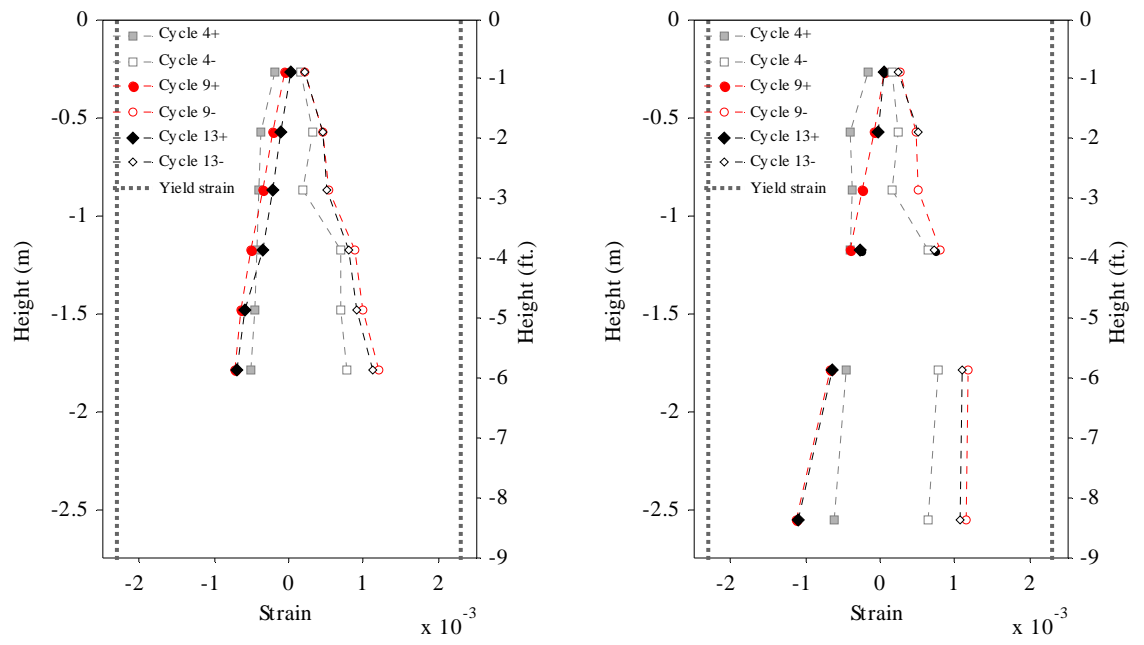 0
-0.5
-1
-1.5
-2
-2.5
Height (m)
Cycle 4+
Cycle 4-
Cycle 9+
Cycle 9-
Cycle 13+
Cycle 13-
Yield strain
0
-1
-2
-3
-4
-5
-6
-7
-8
-9
Height (ft.)
-2 -1 0 1 2
Strain
x 10-3
0
-0.5
-1
-1.5
-2
-2.5
Height (m)
Cycle 4+
Cycle 4-
Cycle 9+
Cycle 9-
Cycle 13+
Cycle 13-
Yield strain
0
-1
-2
-3
-4
-5
-6
-7
-8
-9
Height (ft.)
-2 -1 0 1 2
Strain
x 10-3